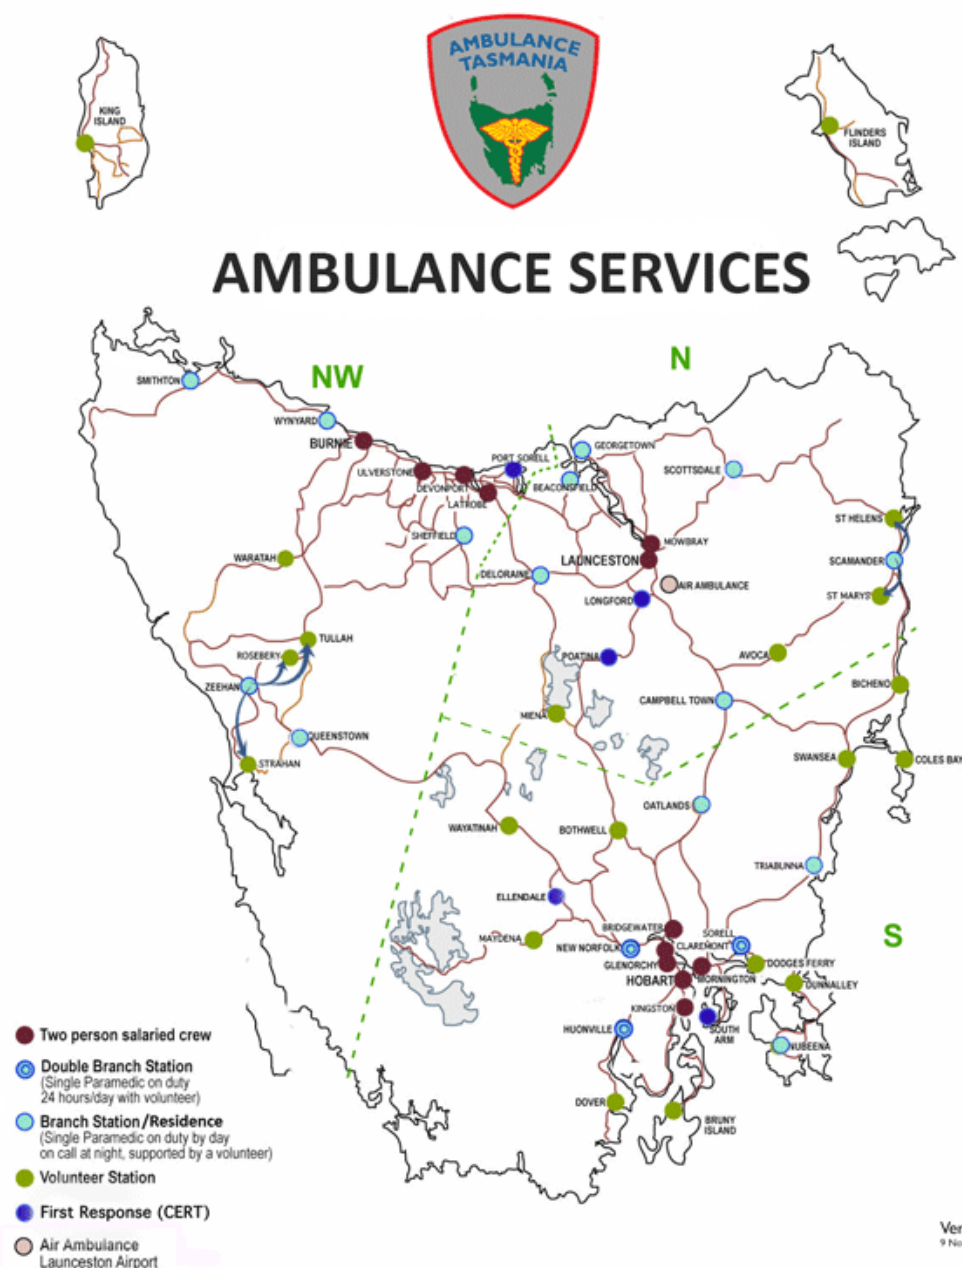 AMBULANCE
TASMANIA
KING
ISLAND
FLINDERS
ISLAND
AMBULANCE SERVICES
NW
N
SMITHTON
WYNYARD
BURNIE
GEORGETOWN
PORT SORELL
ULVERSTONE
SCOTTSDALE
DEVONPORT
BEACONSFIELD
LATROBE
ST HELENS
SHEFFIELD
MOWBRAY
WARATAH
LAUNCESTON
SCAMANDER
DELORAINE
AIR AMBULANCE
LONGFORD
ST MARYS
TULLAH
ROSEBERY
POATINA
AVOCA
ZEEHAN
BICHENO
CAMPBELL TOWN
MIENA
QUEENSTOWN
STRAHAN
SWANSEA
COLES BAY
OATLANDS
WAYATINAH
BOTHWELL
TRIABUNNA
ELLENDALE
BRIDGEWATER
SORELL
S
MAYDENA
NEW NORFOLK
CLAREMONT
GLENORCHY
DODGES FERRY
HOBART
MORNINGTON
DUNNALLEY
KINGSTON
HUONVILLE
SOUTH
ARM
NUBEENA
DOVER
BRUNY
ISLAND
Two person salaried crew
Double Branch Station
(Single Paramedic on duty
24 hours/day with volunteer)
Branch Station/Residence
(Single Paramedic on duty by day
on call at night, supported by a volunteer)
Volunteer Station
First Response (CERT)
Air Ambulance
Launceston Airport
Ver
9 No